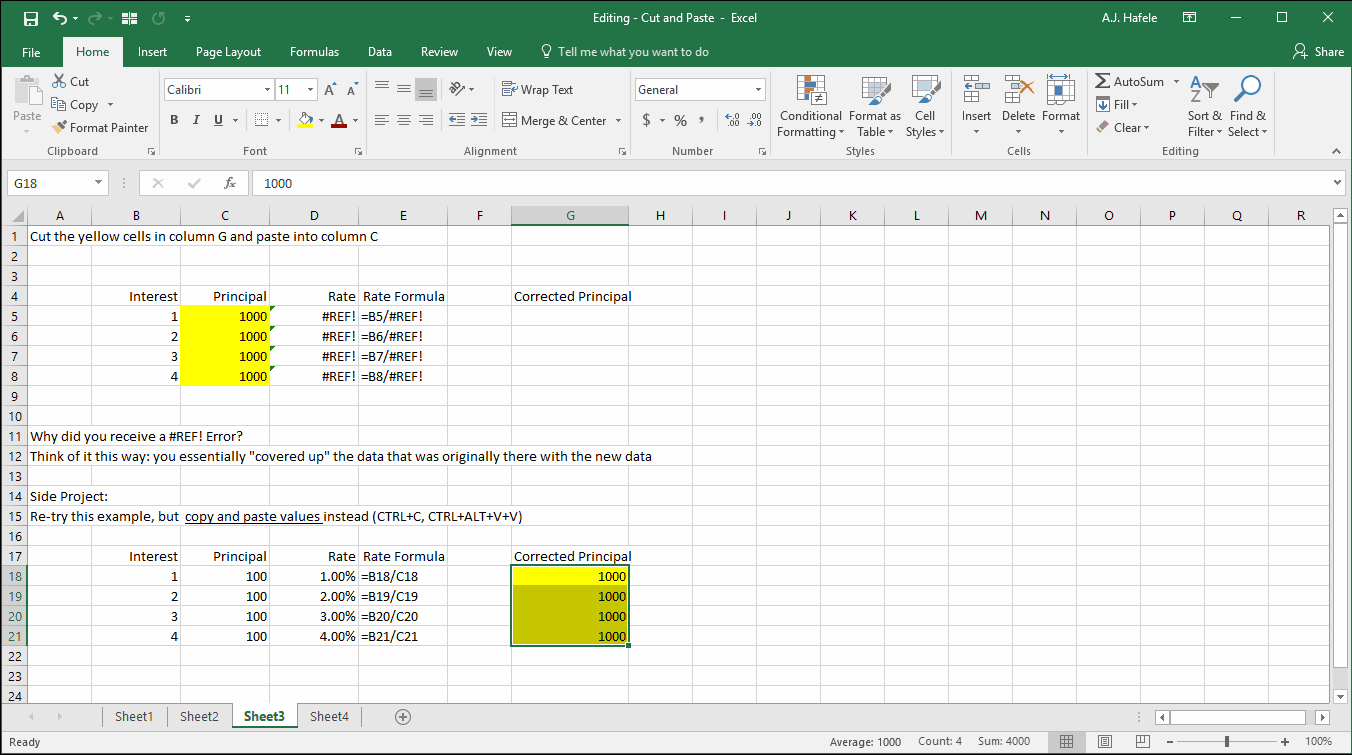 Editing - Cut and Paste - Excel
A.J. Hafele
File Home Insert Page Layout Formulas Data Review View Tell me what you want to do Share
Paste
Cut
Copy
Format Painter
Clipboard
Calibri 11
B I U A
Font
Wrap Text
Merge & Center
Alignment
General
$ % ,
Number
Conditional Formatting
Format as Table
Cell Styles
Styles
Insert Delete Format
Cells
AutoSum
Fill
Clear
Sort & Filter
Find & Select
Editing
G18 fx 1000
A B C D E F G H I J K L M N O P Q R
1 Cut the yellow cells in column G and paste into column C
2
3
4 Interest Principal Rate Rate Formula Corrected Principal
5 1 1000 #REF! =B5/#REF!
6 2 1000 #REF! =B6/#REF!
7 3 1000 #REF! =B7/#REF!
8 4 1000 #REF! =B8/#REF!
9
10
11 Why did you receive a #REF! Error?
12 Think of it this way: you essentially "covered up" the data that was originally there with the new data
13
14 Side Project:
15 Re-try this example, but copy and paste values instead (CTRL+C, CTRL+ALT+V+V)
16
17 Interest Principal Rate Rate Formula Corrected Principal
18 1 100 1.00% =B18/C18 1000
19 2 100 2.00% =B19/C19 1000
20 3 100 3.00% =B20/C20 1000
21 4 100 4.00% =B21/C21 1000
22
23
24
Sheet1 Sheet2 Sheet3 Sheet4
Ready Average: 1000 Count: 4 Sum: 4000 100%